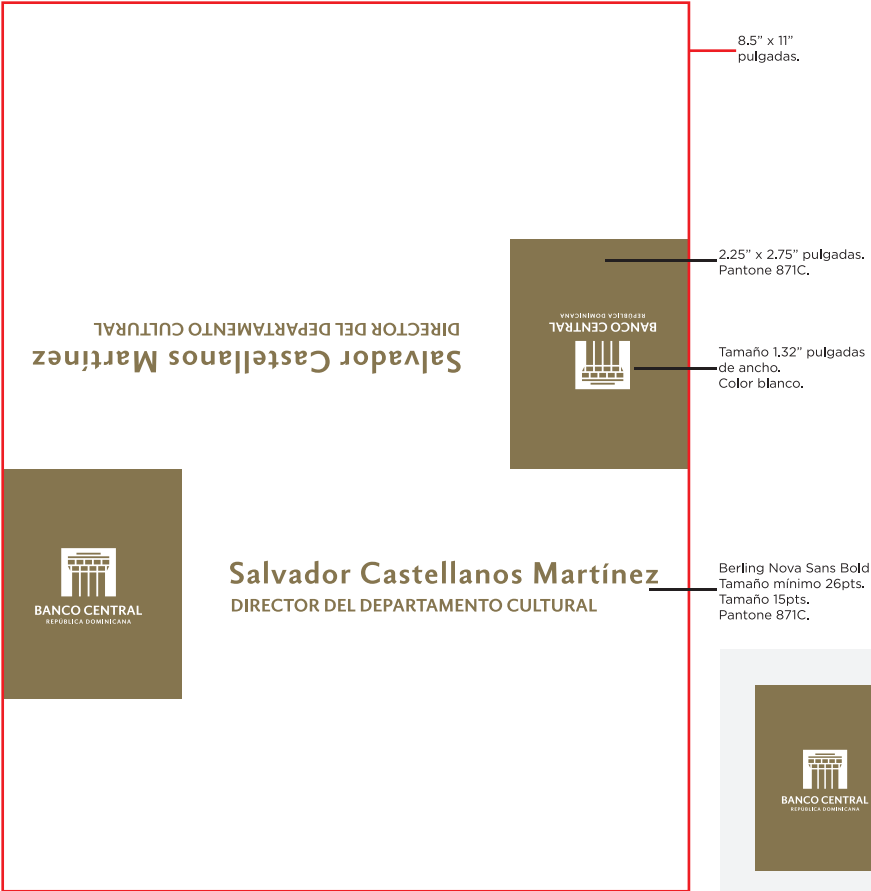 8.5” x 11”
pulgadas.
2.25” x 2.75” pulgadas.
Pantone 871C.
BANCO CENTRAL
REPÚBLICA DOMINICANA
Salvador Castellanos Martínez
DIRECTOR DEL DEPARTAMENTO CULTURAL
Tamaño 1.32” pulgadas
de ancho.
Color blanco.
BANCO CENTRAL
REPÚBLICA DOMINICANA
Salvador Castellanos Martínez
DIRECTOR DEL DEPARTAMENTO CULTURAL
Berling Nova Sans Bold
Tamaño mínimo 26pts.
Tamaño 15pts.
Pantone 871C.
BANCO CENTRAL
REPÚBLICA DOMINICANA